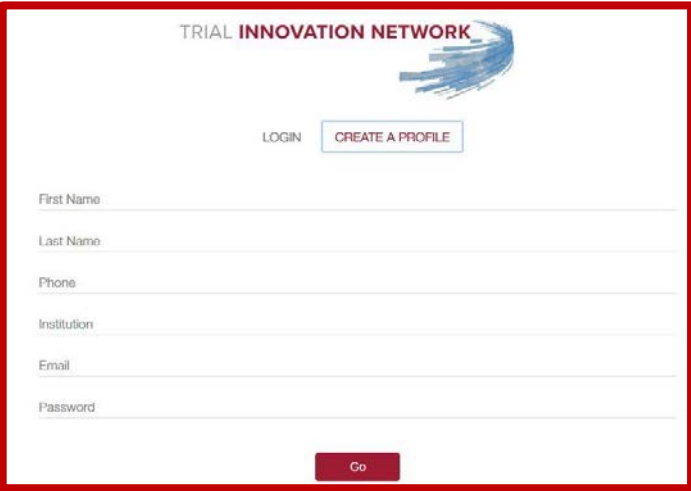 TRIAL INNOVATION NETWORK
LOGIN CREATE A PROFILE
First Name
Last Name
Phone
Institution
Email
Password
Go